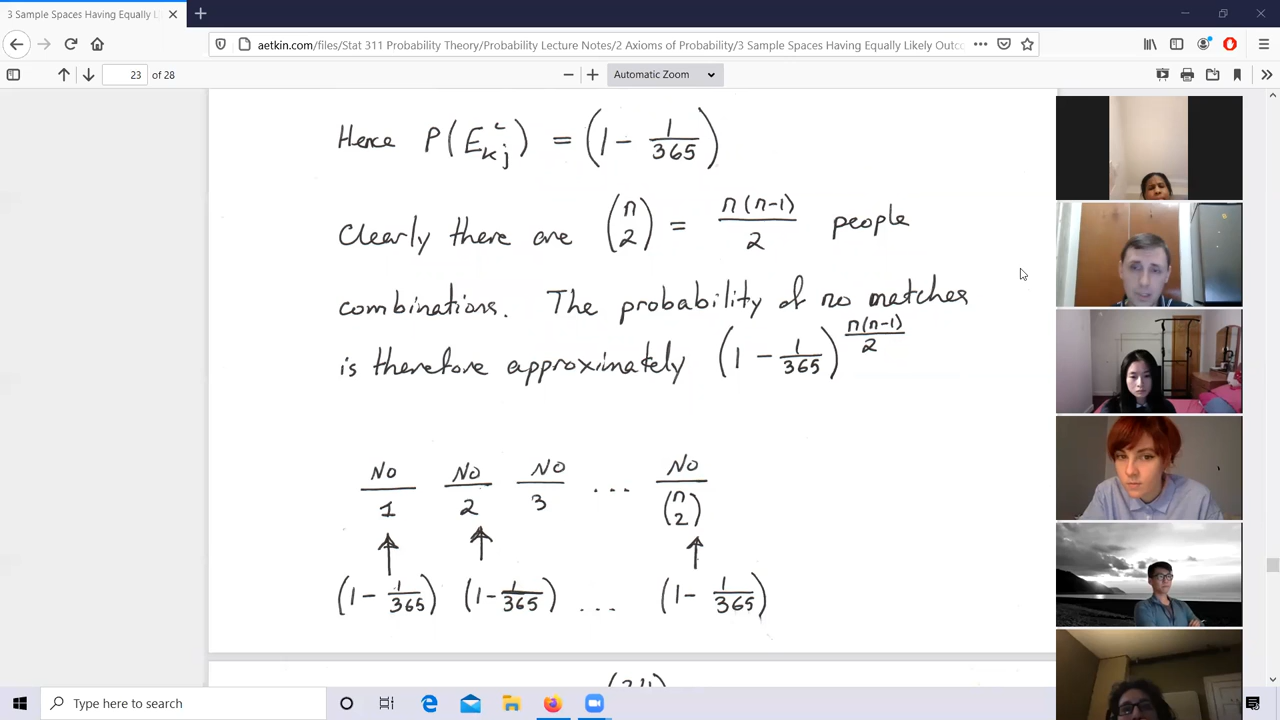 3 Sample Spaces Having Equally Li
aetkin.com/files/Stat 311 Probability Theory/Probability Lecture Notes/2 Axioms of Probability/3 Sample Spaces Having Equally Likely Outco
23 of 28
Automatic Zoom
Hence P(E_kj^c) = (1 - 1/365)
Clearly there are (n 2) = n(n-1)/2 people
combinations. The probability of no matches
is therefore approximately (1 - 1/365)^(n(n-1)/2)
NO NO NO ... NO
1 2 3 (n 2)
(1 - 1/365) (1 - 1/365) ... (1 - 1/365)
Type here to search